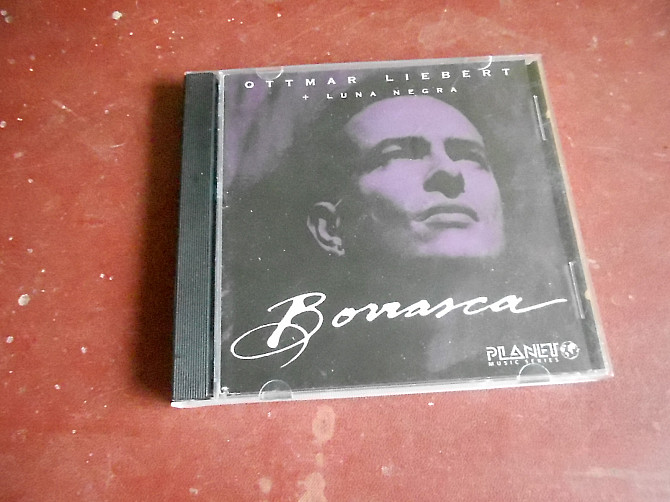 OTTMAR LIEBERT
+ LUNA NEGRA
Borrasca
PLANET
MUSIC SERIES